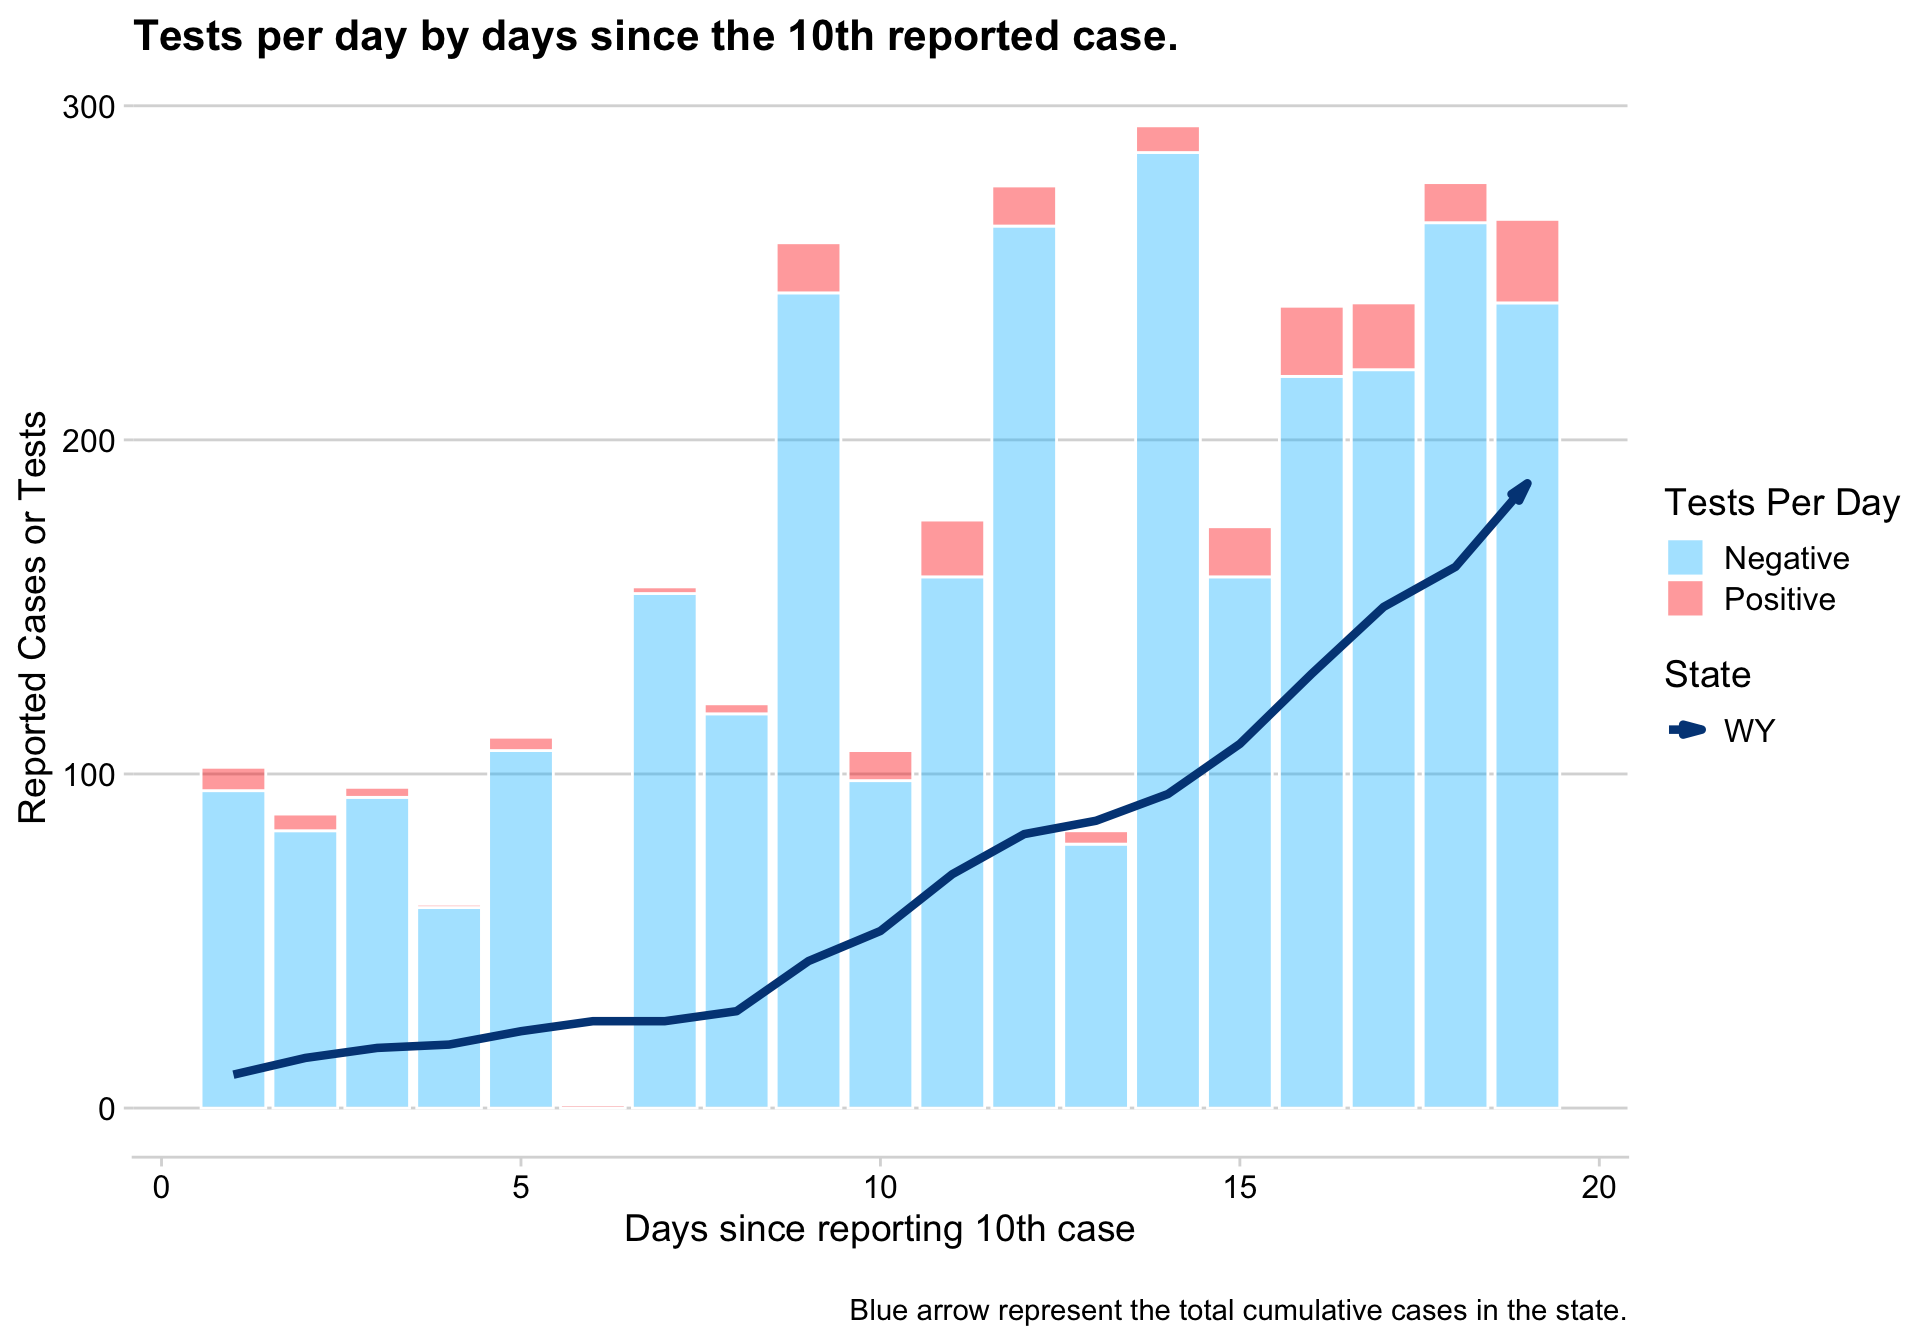 Tests per day by days since the 10th reported case.
300
200
100
0
Reported Cases or Tests
0 5 10 15 20
Days since reporting 10th case
Tests Per Day
Negative
Positive
State
WY
Blue arrow represent the total cumulative cases in the state.